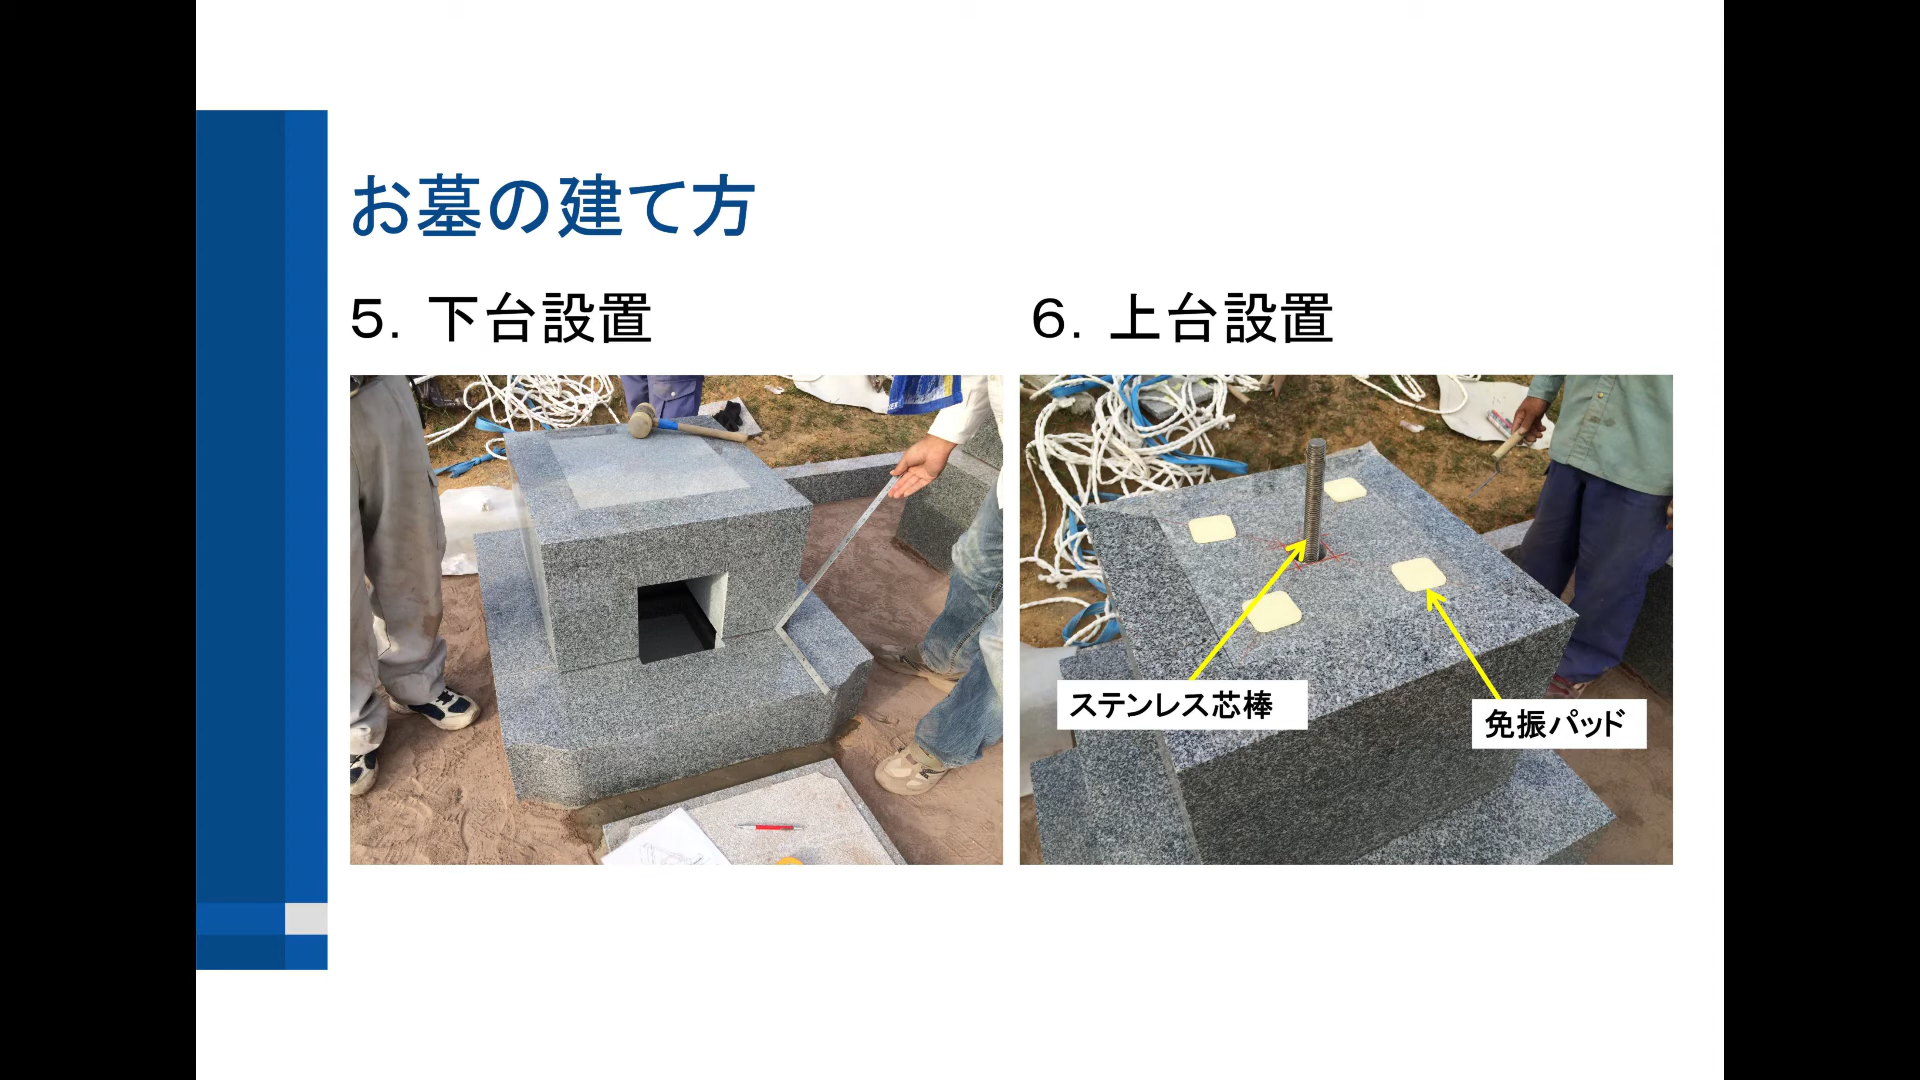 お墓の建て方
５．下台設置
６．上台設置
ステンレス芯棒
免振パッド